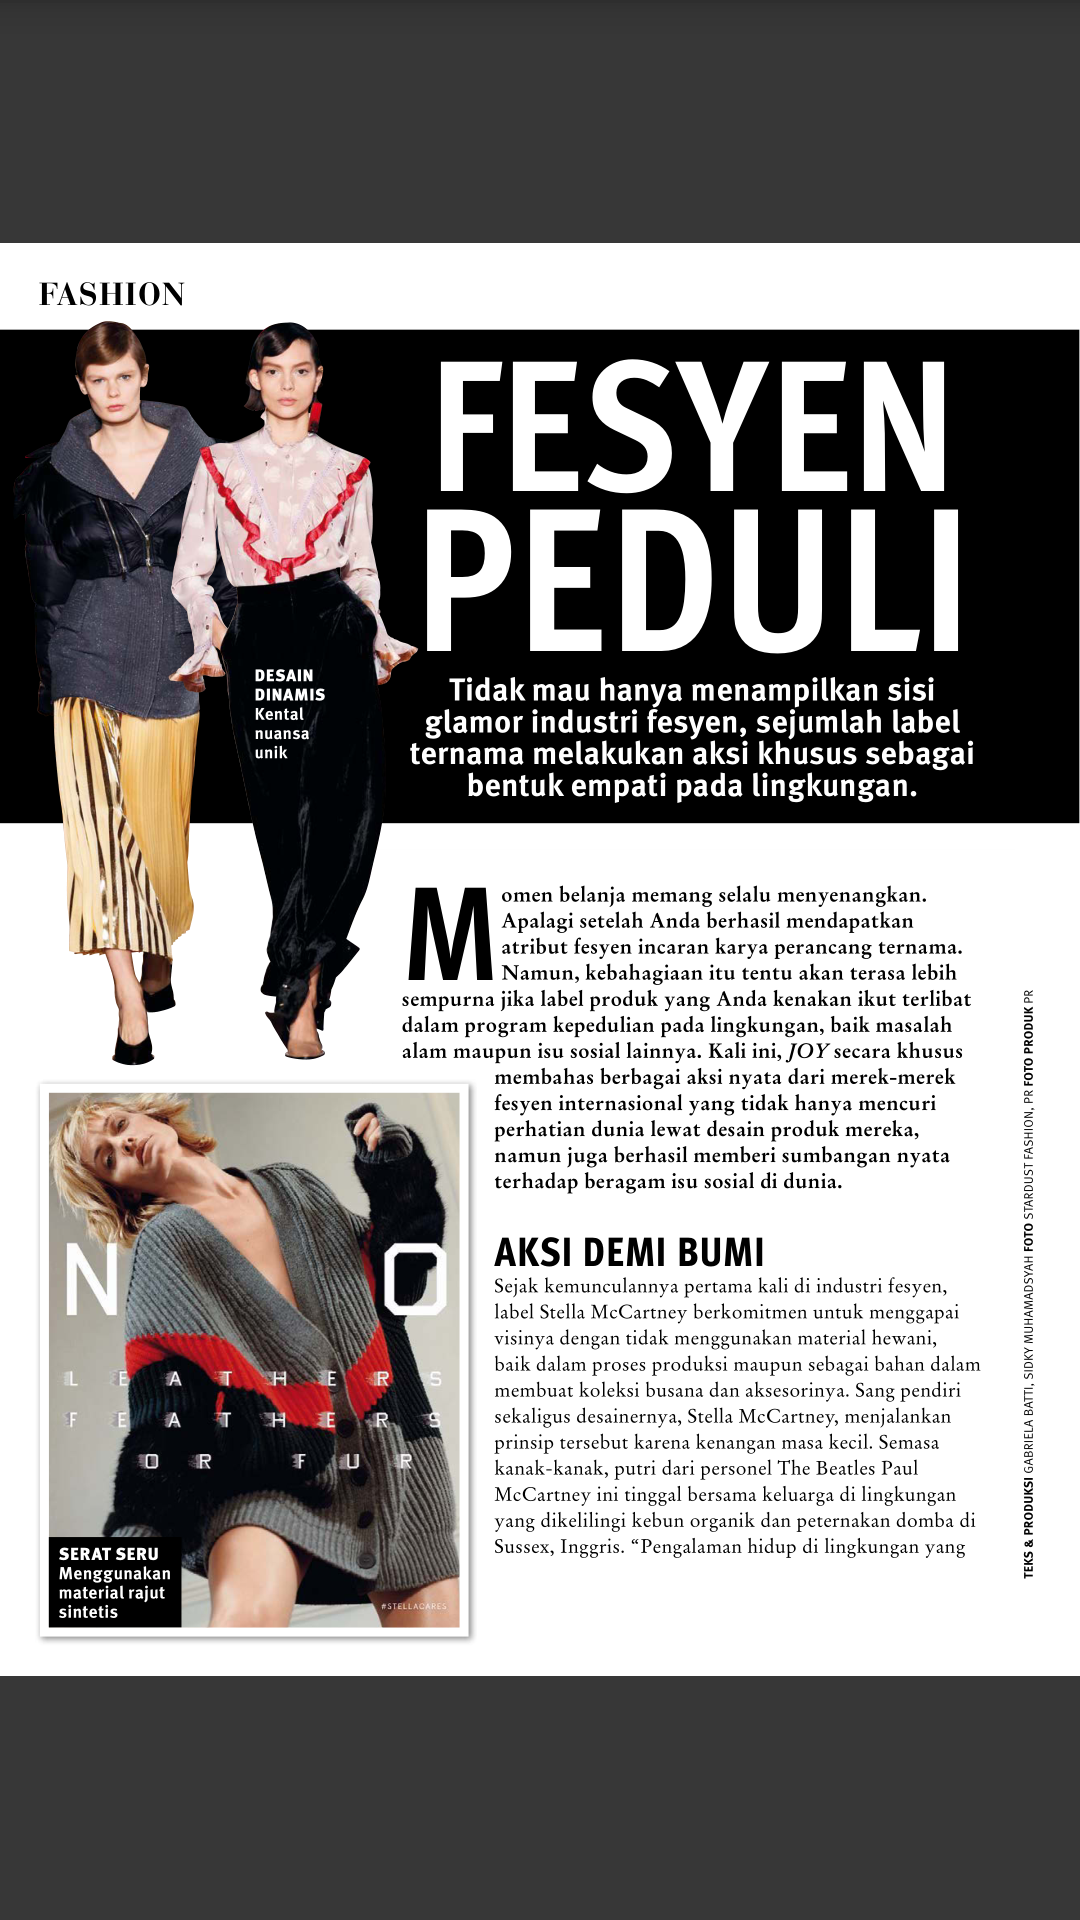 FASHION
FESYEN
PEDULI
Tidak mau hanya menampilkan sisi
glamor industri fesyen, sejumlah label
ternama melakukan aksi khusus sebagai
bentuk empati pada lingkungan.
DESAIN
DINAMIS
Kental
nuansa
unik
Momen belanja memang selalu menyenangkan.
Apalagi setelah Anda berhasil mendapatkan
atribut fesyen incaran karya perancang ternama.
Namun, kebahagiaan itu tentu akan terasa lebih
sempurna jika label produk yang Anda kenakan ikut terlibat
dalam program kepedulian pada lingkungan, baik masalah
alam maupun isu sosial lainnya. Kali ini, JOY secara khusus
membahas berbagai aksi nyata dari merek-merek
fesyen internasional yang tidak hanya mencuri
perhatian dunia lewat desain produk mereka,
namun juga berhasil memberi sumbangan nyata
terhadap beragam isu sosial di dunia.
AKSI DEMI BUMI
Sejak kemunculannya pertama kali di industri fesyen,
label Stella McCartney berkomitmen untuk menggapai
visinya dengan tidak menggunakan material hewani,
baik dalam proses produksi maupun sebagai bahan dalam
membuat koleksi busana dan aksesorinya. Sang pendiri
sekaligus desainernya, Stella McCartney, menjalankan
prinsip tersebut karena kenangan masa kecil. Semasa
kanak-kanak, putri dari personel The Beatles Paul
McCartney ini tinggal bersama keluarga di lingkungan
yang dikelilingi kebun organik dan peternakan domba di
Sussex, Inggris. “Pengalaman hidup di lingkungan yang
NO
LEATHERS
FEATHERS
OR FUR
#STELLACARES
SERAT SERU
Menggunakan
material rajut
sintetis
TEKS & PRODUKSI GABRIELA BATTI, SIDKY MUHAMADSYAH FOTO STARDUST FASHION, PR FOTO PRODUK PR